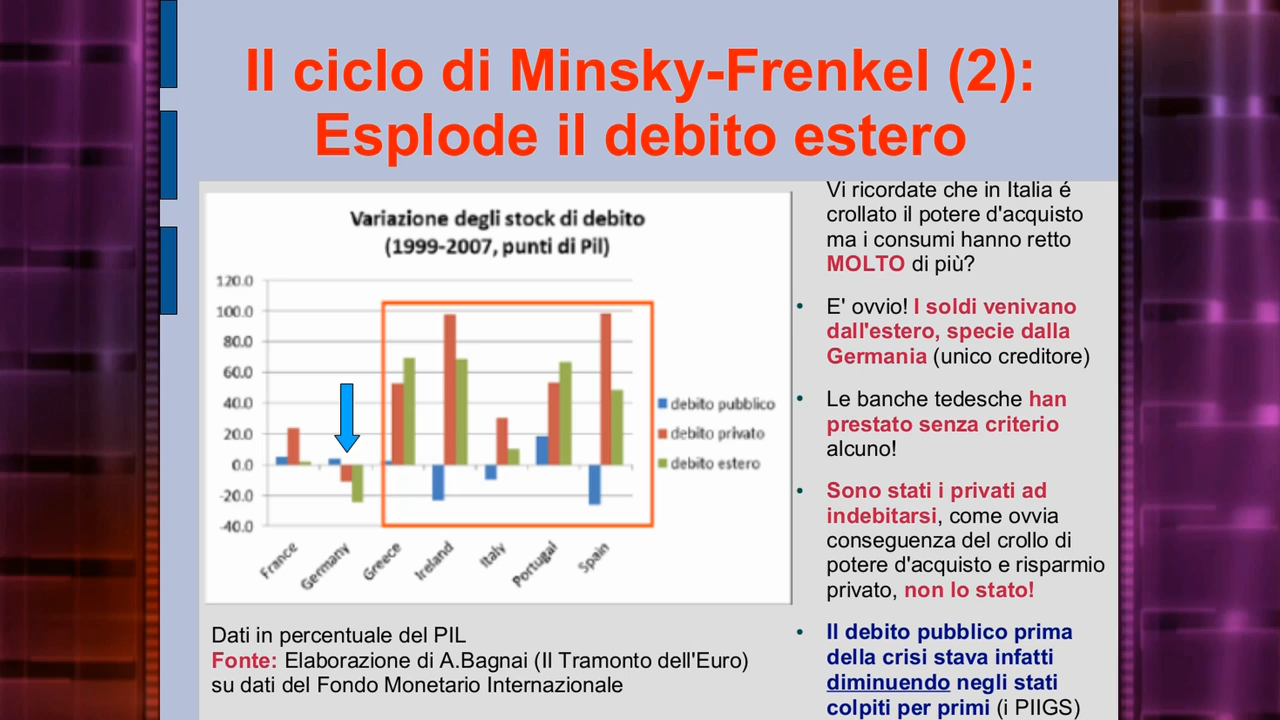 Il ciclo di Minsky-Frenkel (2):
Esplode il debito estero
Variazione degli stock di debito
(1999-2007, punti di Pil)
120.0
100.0
80.0
60.0
40.0
20.0
0.0
-20.0
-40.0
France
Germany
Greece
Ireland
Italy
Portugal
Spain
debito pubblico
debito privato
debito estero
Dati in percentuale del PIL
Fonte: Elaborazione di A.Bagnai (Il Tramonto dell'Euro)
su dati del Fondo Monetario Internazionale
Vi ricordate che in Italia é
crollato il potere d'acquisto
ma i consumi hanno retto
MOLTO di più?
• E' ovvio! I soldi venivano
dall'estero, specie dalla
Germania (unico creditore)
• Le banche tedesche han
prestato senza criterio
alcuno!
• Sono stati i privati ad
indebitarsi, come ovvia
conseguenza del crollo di
potere d'acquisto e risparmio
privato, non lo stato!
• Il debito pubblico prima
della crisi stava infatti
diminuendo negli stati
colpiti per primi (i PIIGS)